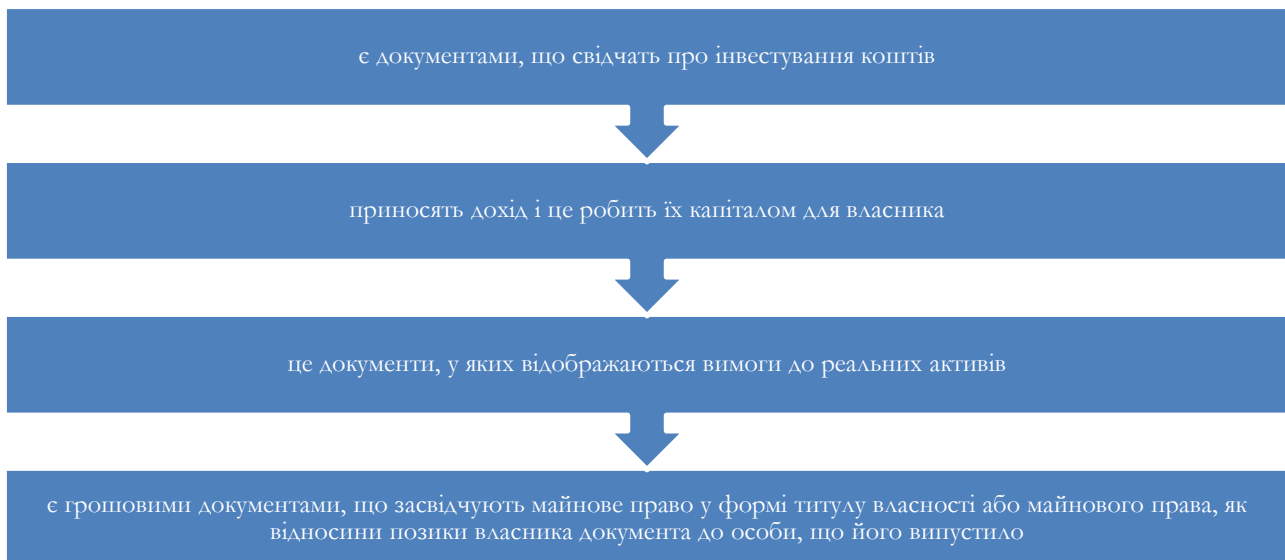 є документами, що свідчать про інвестування коштів
приносять дохід і це робить їх капіталом для власника
це документи, у яких відображаються вимоги до реальних активів
є грошовими документами, що засвідчують майнове право у формі титулу власності або майнового права, як
відносини позики власника документа до особи, що його випустило